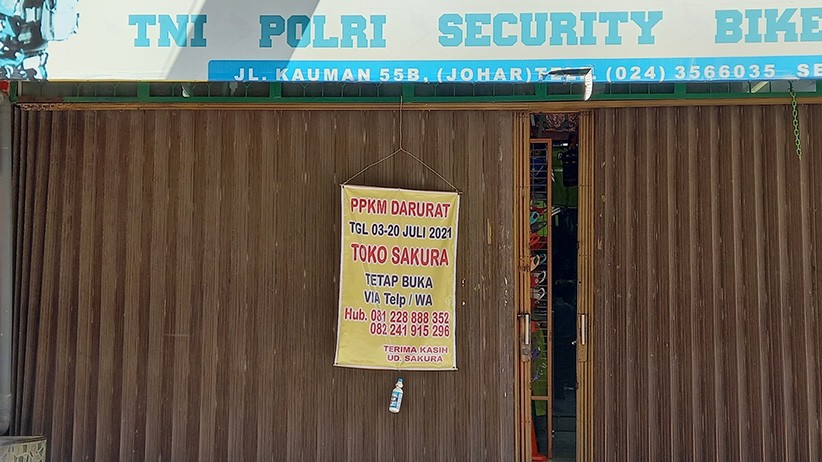 TNI POLRI SECURITY BIKE
JL. KAUMAN 55B, (JOHAR) (024) 3566035 SE
PPKM DARURAT
TGL 03-20 JULI 2021
TOKO SAKURA
TETAP BUKA
VIA Telp / WA
Hub. 081 228 888 352
082 241 915 296
TERIMA KASIH
UD. SAKURA